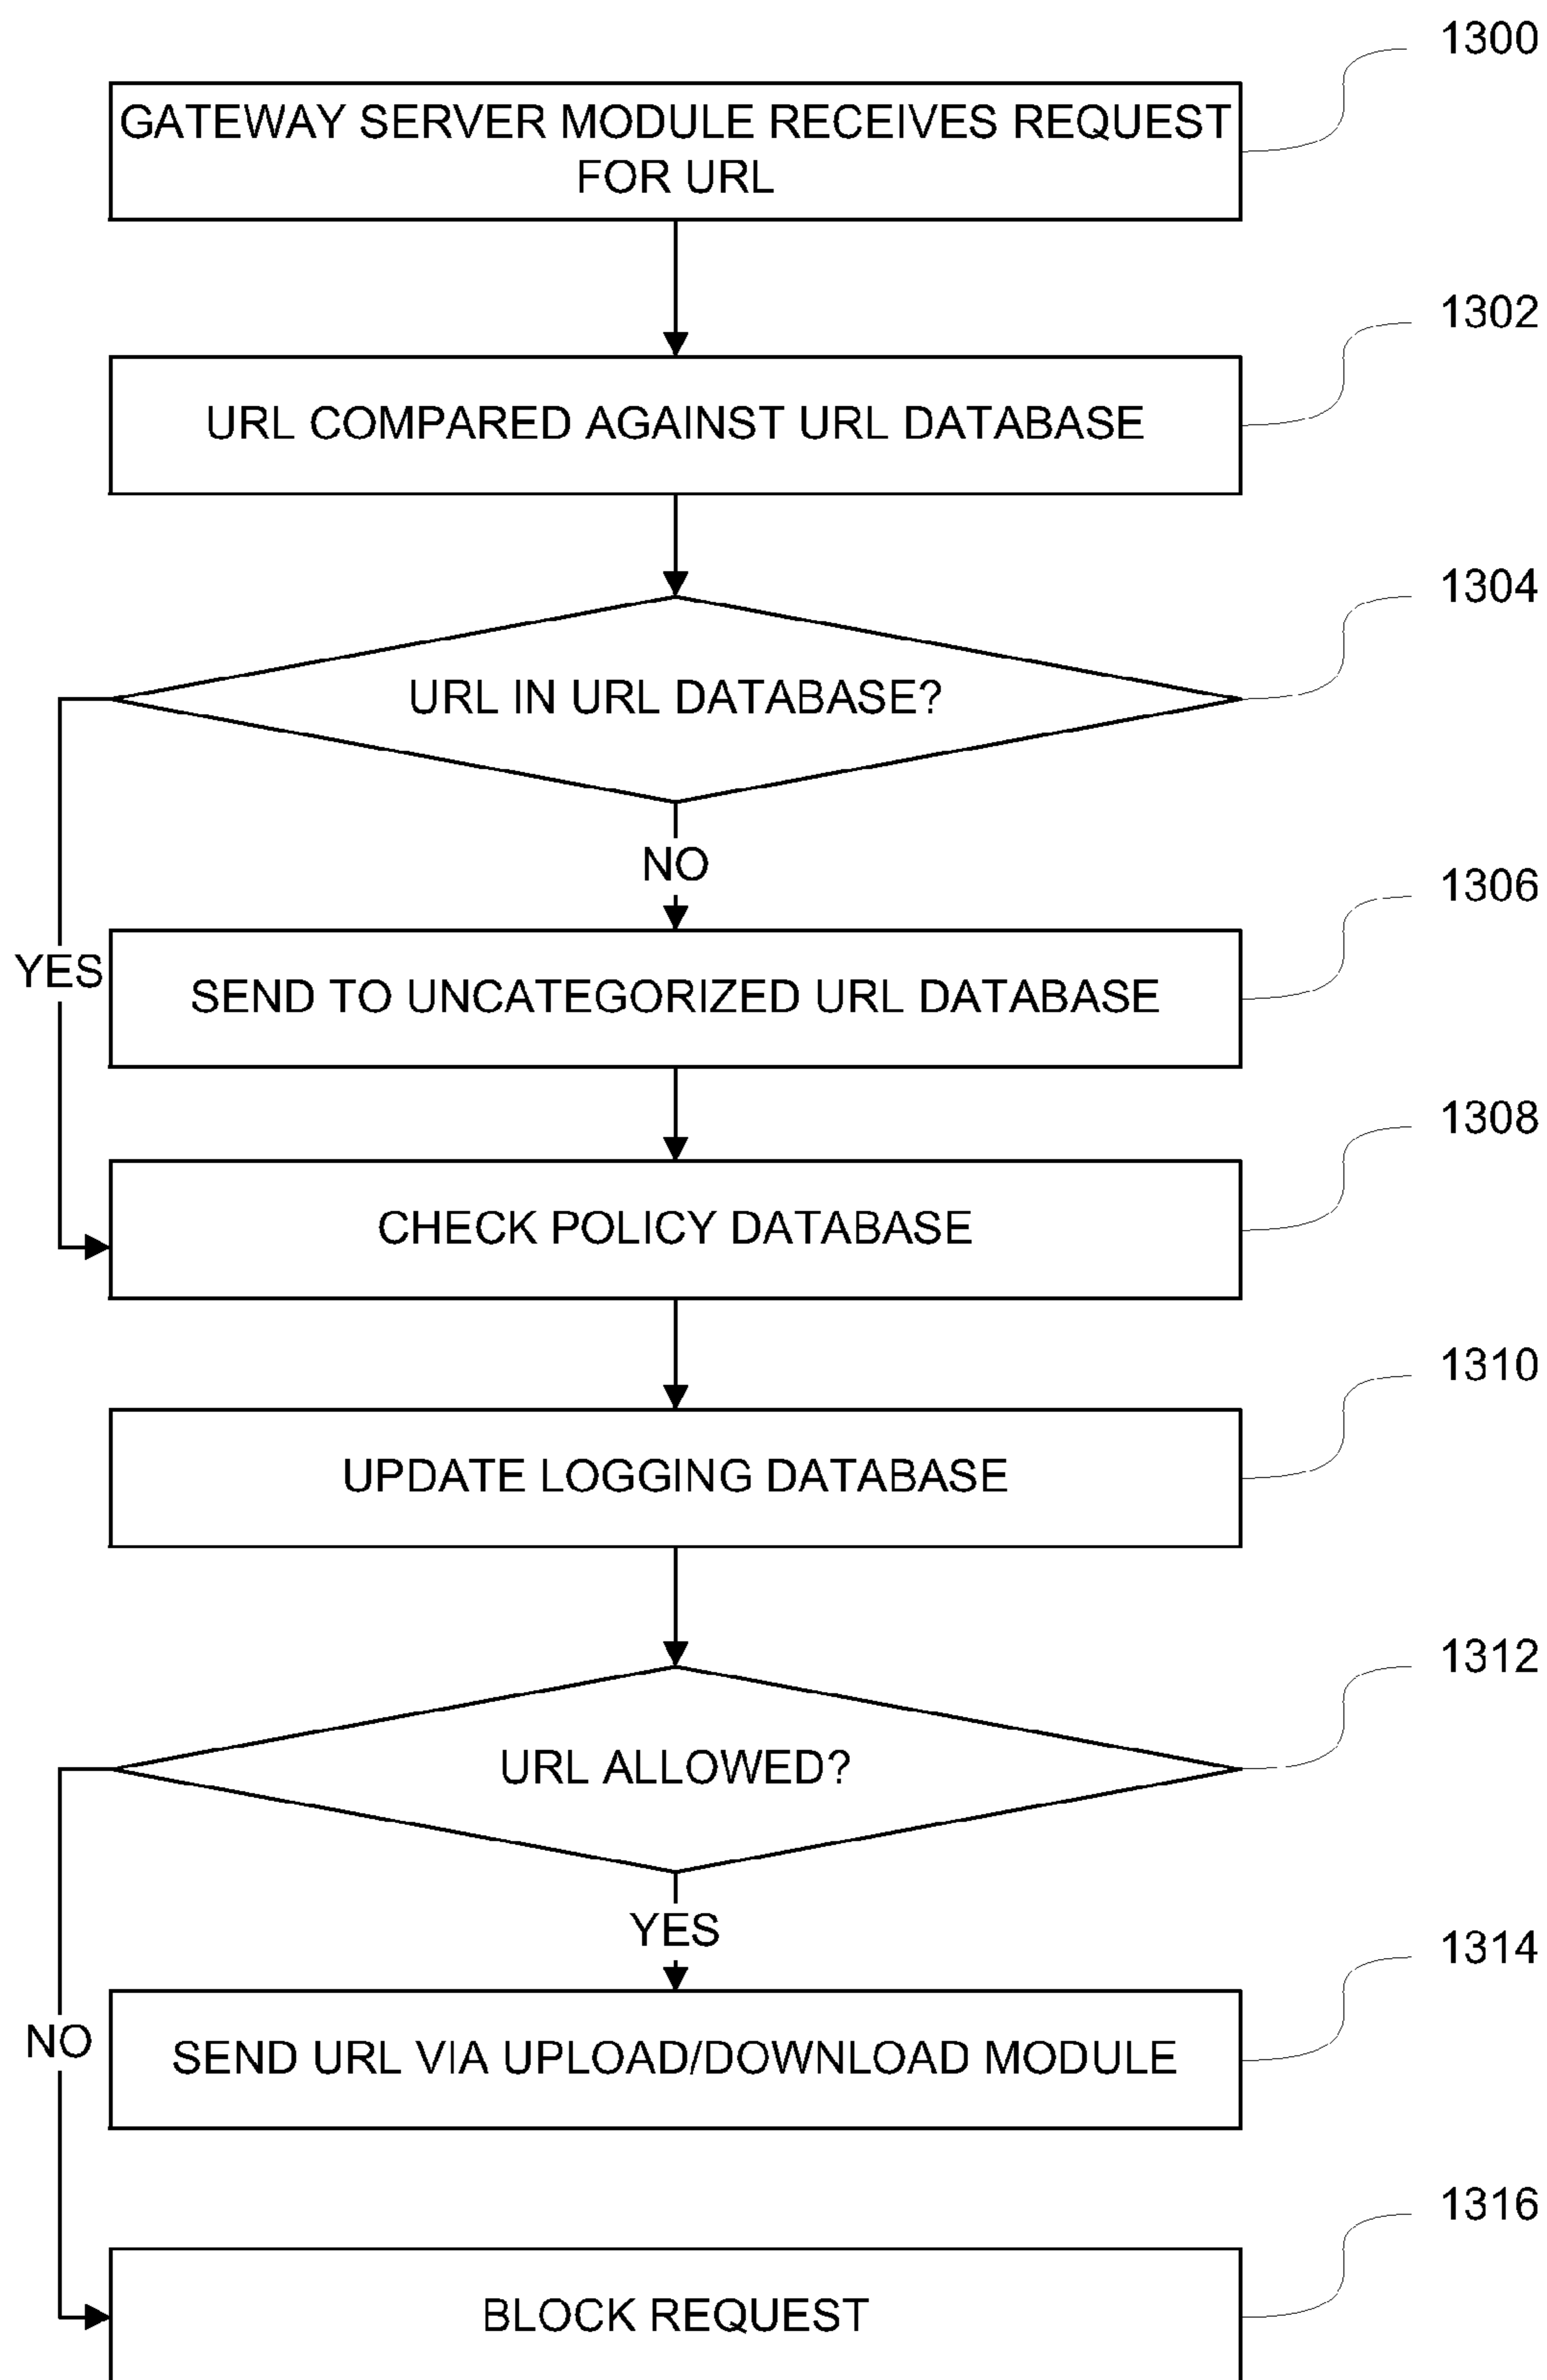 1300
GATEWAY SERVER MODULE RECEIVES REQUEST
FOR URL
1302
URL COMPARED AGAINST URL DATABASE
1304
URL IN URL DATABASE?
NO
1306
YES
SEND TO UNCATEGORIZED URL DATABASE
1308
CHECK POLICY DATABASE
1310
UPDATE LOGGING DATABASE
1312
URL ALLOWED?
YES
1314
NO
SEND URL VIA UPLOAD/DOWNLOAD MODULE
1316
BLOCK REQUEST